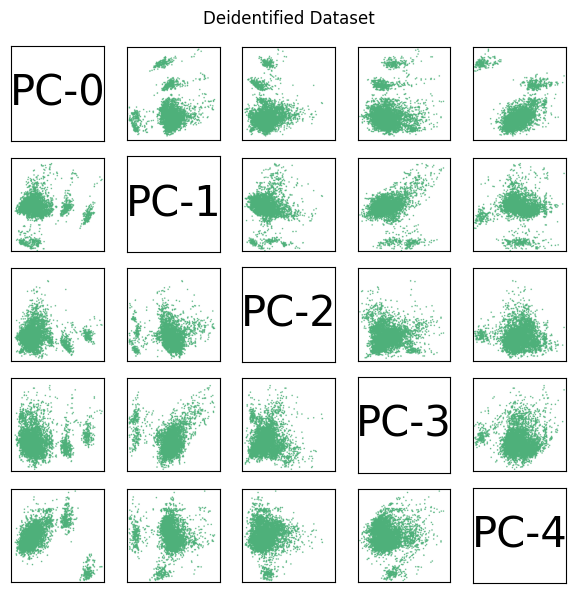 Deidentified Dataset
PC-0
PC-1
PC-2
PC-3
PC-4